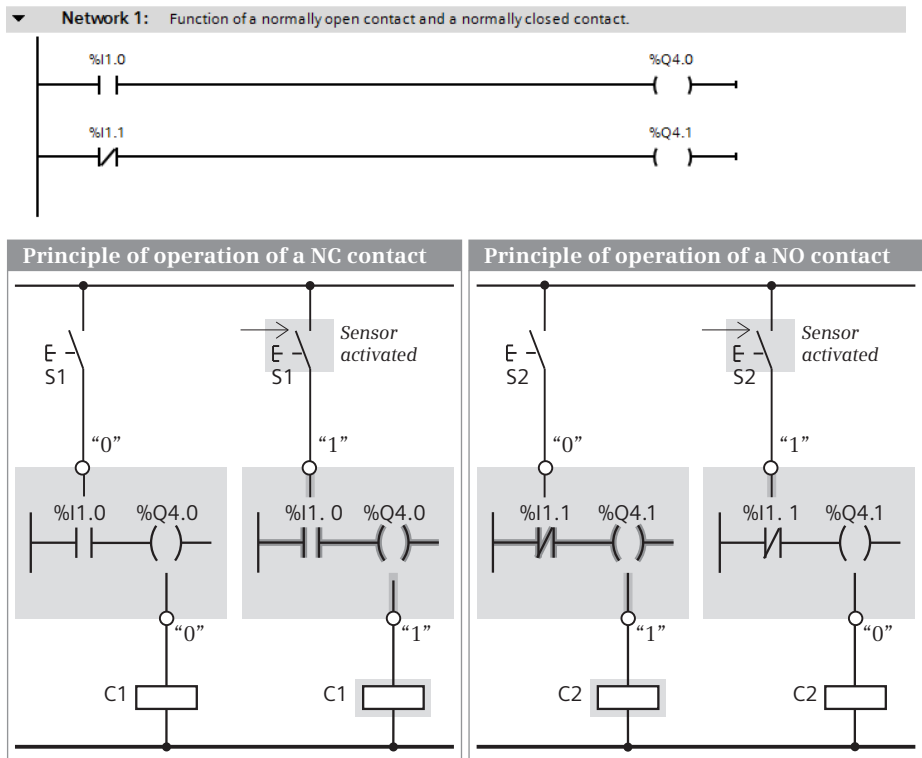 Network 1: Function of a normally open contact and a normally closed contact.
%I1.0 %Q4.0
%I1.1 %Q4.1
Principle of operation of a NC contact
S1
"0"
%I1.0 %Q4.0
"0"
C1
Sensor
activated
S1
"1"
%I1. 0 %Q4.0
"1"
C1
Principle of operation of a NO contact
S2
"0"
%I1.1 %Q4.1
"1"
C2
Sensor
activated
S2
"1"
%I1. 1 %Q4.1
"0"
C2